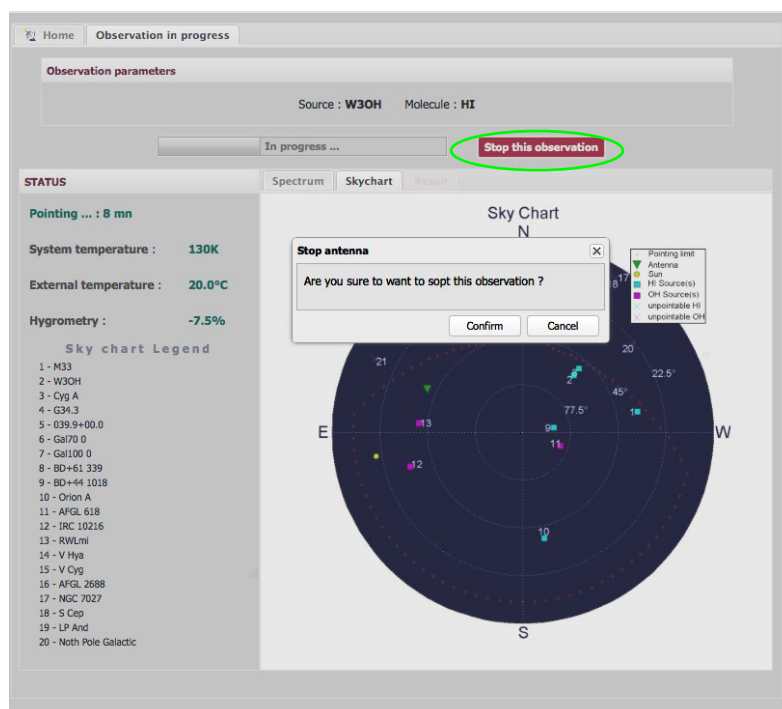 Home
Observation in progress
Observation parameters
Source : W3OH Molecule : HI
In progress ...
Stop this observation
STATUS
Spectrum
Skychart
Result
Pointing ... : 8 mn
System temperature : 130K
External temperature : 20.0°C
Hygrometry : -7.5%
Sky chart Legend
1 - M33
2 - W3OH
3 - Cyg A
4 - G34.3
5 - 039.9+00.0
6 - Gal70 0
7 - Gal100 0
8 - BD+61 339
9 - BD+44 1018
10 - Orion A
11 - AFGL 618
12 - IRC 10216
13 - RWLmi
14 - V Hya
15 - V Cyg
16 - AFGL 2688
17 - NGC 7027
18 - S Cep
19 - LP And
20 - Noth Pole Galactic
Sky Chart
N
Stop antenna
Are you sure to want to sopt this observation ?
Confirm
Cancel
Pointing limit
Antenna
Sun
HI Source(s)
OH Source(s)
unpointable HI
unpointable OH
17
8
20
21
2
22.5°
45°
77.5°
1
13
9
11
E
W
12
10
S